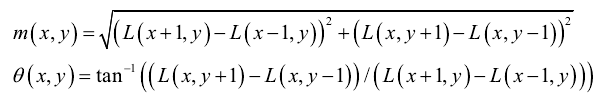 m(x,y)=√((L(x+1,y)−L(x−1,y))²+(L(x,y+1)−L(x,y−1))²)
θ(x,y)=tan⁻¹((L(x,y+1)−L(x,y−1))/(L(x+1,y)−L(x−1,y)))